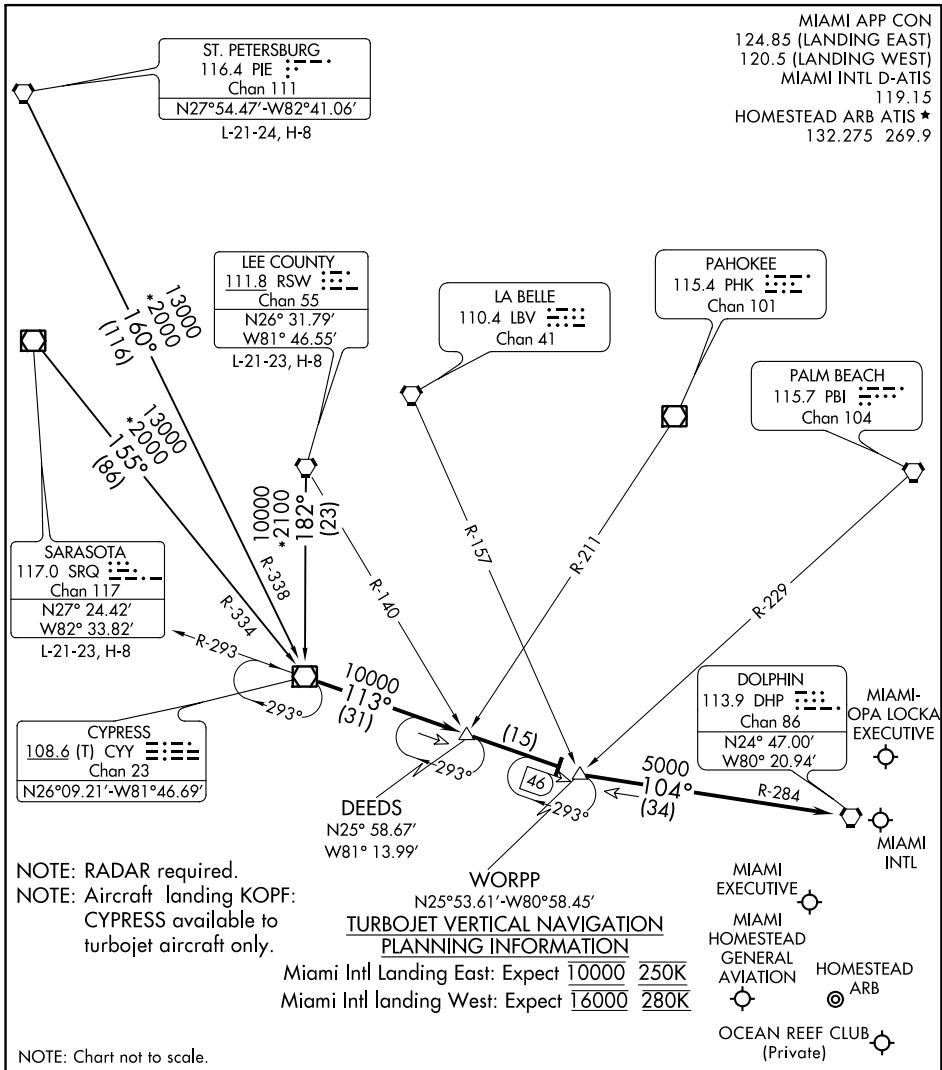 MIAMI APP CON
124.85 (LANDING EAST)
120.5 (LANDING WEST)
MIAMI INTL D-ATIS
119.15
HOMESTEAD ARB ATIS ★
132.275 269.9
ST. PETERSBURG
116.4 PIE
Chan 111
N27°54.47'-W82°41.06'
L-21-24, H-8
LEE COUNTY
111.8 RSW
Chan 55
N26° 31.79'
W81° 46.55'
L-21-23, H-8
LA BELLE
110.4 LBV
Chan 41
PAHOKEE
115.4 PHK
Chan 101
PALM BEACH
115.7 PBI
Chan 104
13000
*2000
160°
(116)
13000
*2000
155°
(86)
10000
*2100
182°
(23)
R-338
R-334
R-140
R-157
R-211
R-229
SARASOTA
117.0 SRQ
Chan 117
N27° 24.42'
W82° 33.82'
L-21-23, H-8
R-293
293°
10000
113°
(31)
293°
(15)
46
293°
5000
104°
(34)
R-284
CYPRESS
108.6 (T) CYY
Chan 23
N26°09.21'-W81°46.69'
DOLPHIN
113.9 DHP
Chan 86
N24° 47.00'
W80° 20.94'
MIAMI-
OPA LOCKA
EXECUTIVE
MIAMI
INTL
DEEDS
N25° 58.67'
W81° 13.99'
WORPP
N25°53.61'-W80°58.45'
NOTE: RADAR required.
NOTE: Aircraft landing KOPF:
CYPRESS available to
turbojet aircraft only.
TURBOJET VERTICAL NAVIGATION
PLANNING INFORMATION
Miami Intl Landing East: Expect 10000 250K
Miami Intl landing West: Expect 16000 280K
MIAMI
EXECUTIVE
MIAMI
HOMESTEAD
GENERAL
AVIATION
HOMESTEAD
ARB
OCEAN REEF CLUB
(Private)
NOTE: Chart not to scale.